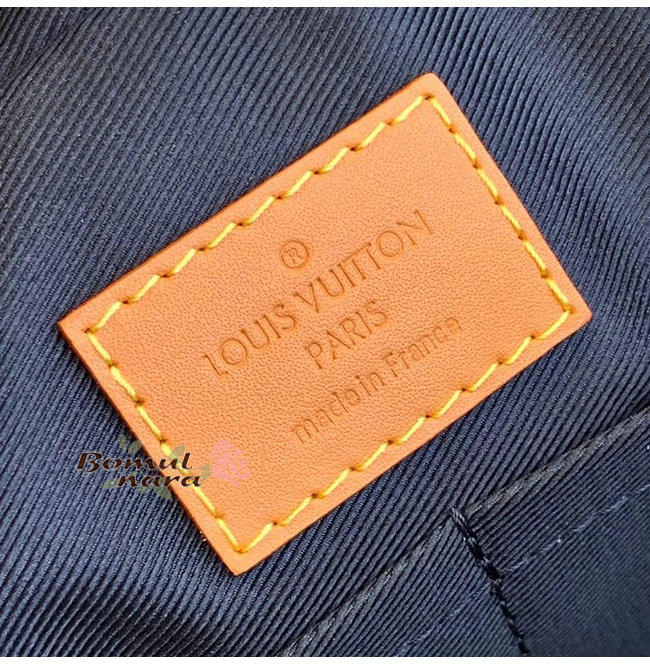 ®
LOUIS VUITTON
PARIS
made in France
Bomul
nara